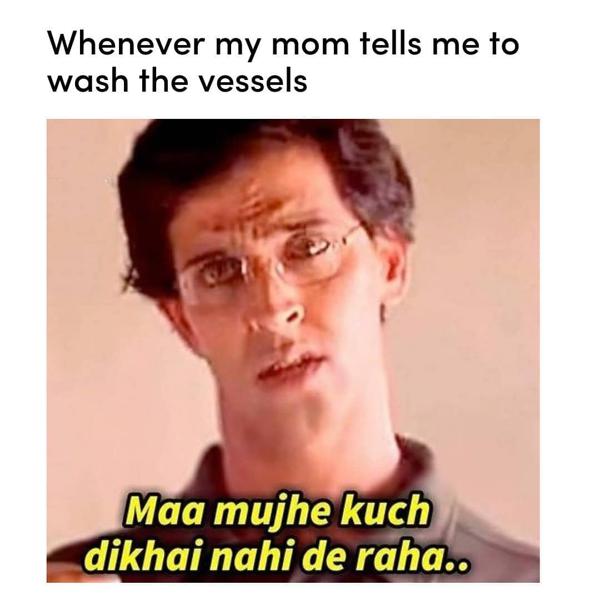 Whenever my mom tells me to
wash the vessels
Maa mujhe kuch
dikhai nahi de raha..